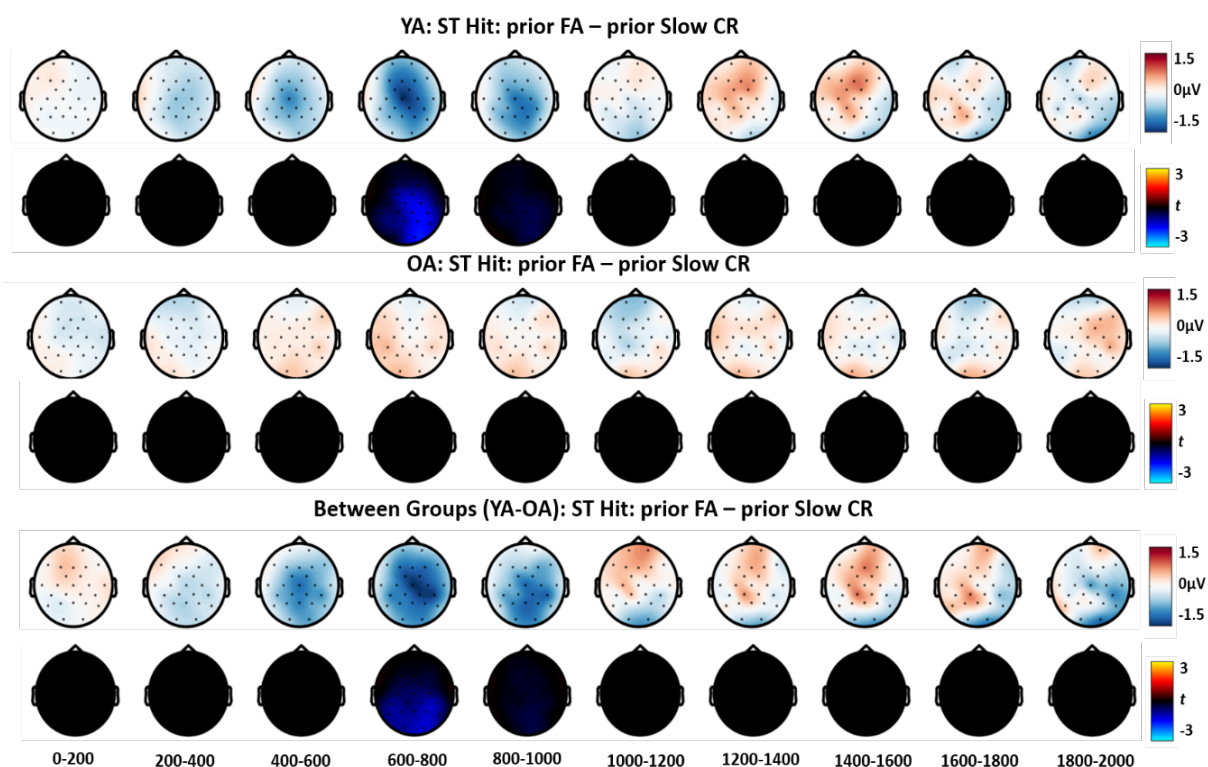 YA: ST Hit: prior FA – prior Slow CR
1.5
0µV
-1.5
3
t
-3
OA: ST Hit: prior FA – prior Slow CR
1.5
0µV
-1.5
3
t
-3
Between Groups (YA-OA): ST Hit: prior FA – prior Slow CR
1.5
0µV
-1.5
3
t
-3
0-200 200-400 400-600 600-800 800-1000 1000-1200 1200-1400 1400-1600 1600-1800 1800-2000